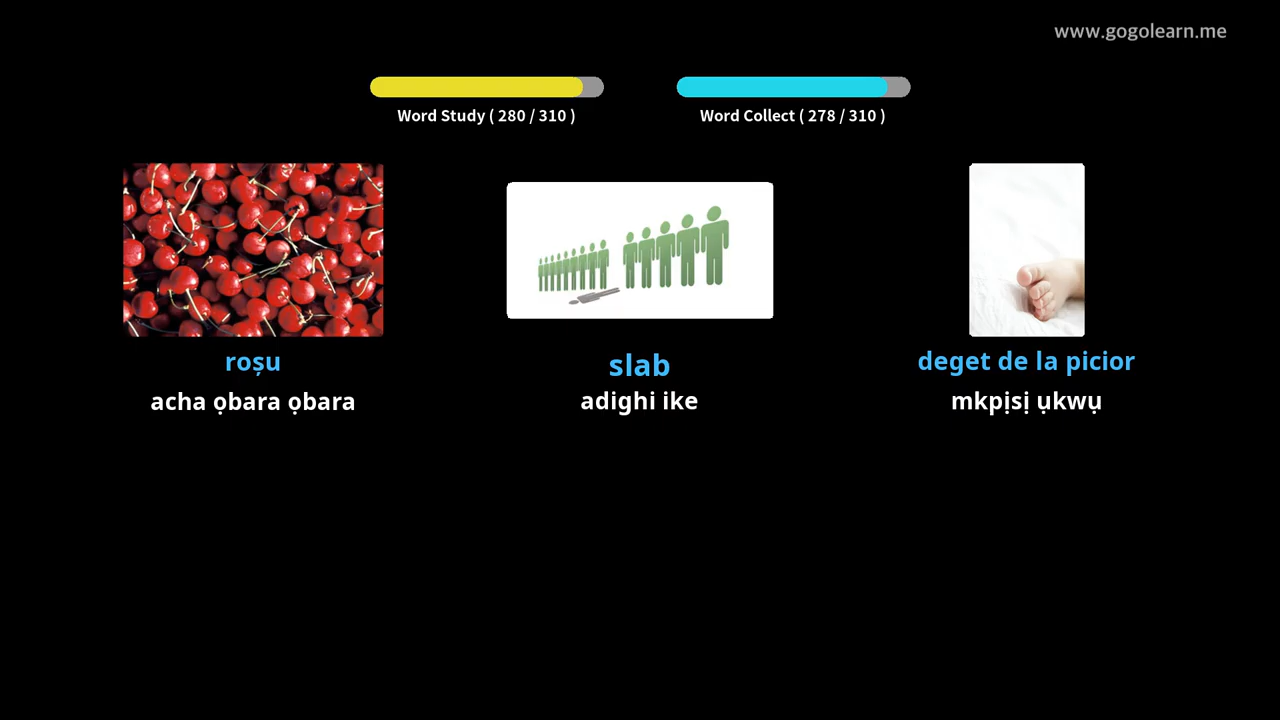 www.gogolearn.me
Word Study ( 280 / 310 )
Word Collect ( 278 / 310 )
roșu
slab
deget de la picior
acha ọbara ọbara
adịghi ike
mkpịsị ụkwụ